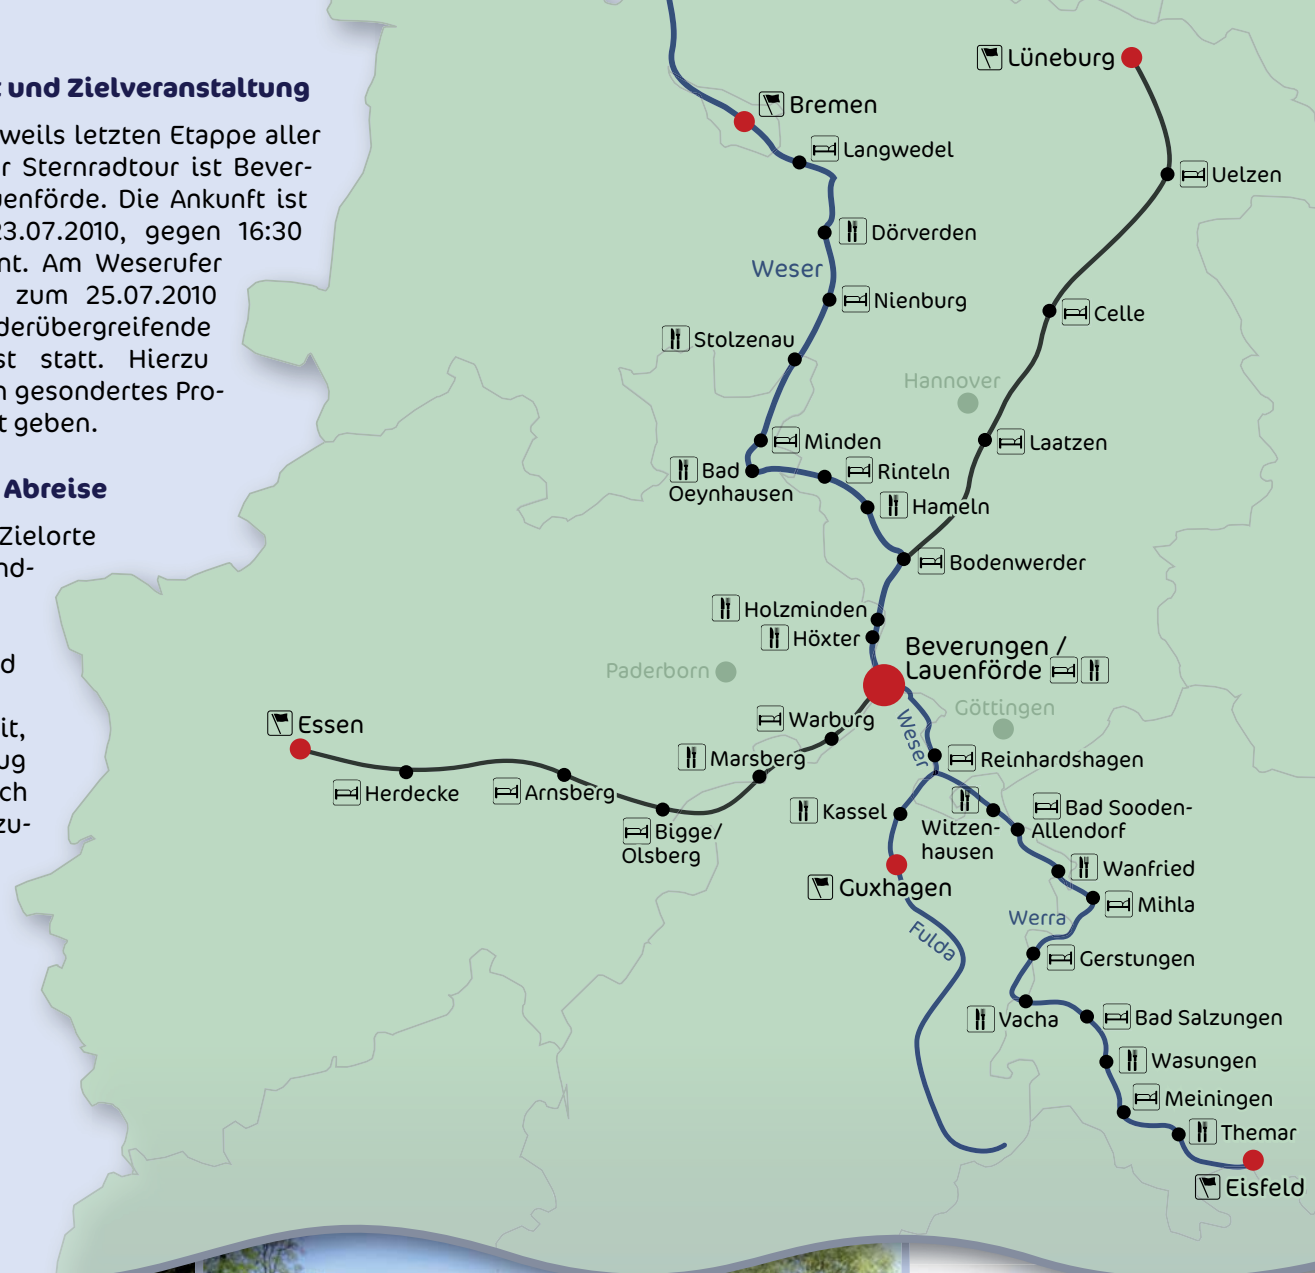 und Zielveranstaltung
weils letzten Etappe aller
r Sternradtour ist Bever-
uenförde. Die Ankunft ist
23.07.2010, gegen 16:30
nt. Am Weserufer
zum 25.07.2010
derübergreifende
st statt. Hierzu
n gesondertes Pro-
t geben.
Abreise
Zielorte
nd-
d
it,
ug
ch
zu-
Lüneburg
Bremen
Langwedel
Uelzen
Dörverden
Weser
Nienburg
Celle
Stolzenau
Hannover
Minden
Laatzen
Bad
Oeynhausen
Rinteln
Hameln
Bodenwerder
Holzminden
Höxter
Beverungen /
Lauenförde
Paderborn
Göttingen
Warburg
Weser
Essen
Marsberg
Reinhardshagen
Herdecke
Arnsberg
Bigge/
Olsberg
Kassel
Witzen-
hausen
Bad Sooden-
Allendorf
Wanfried
Guxhagen
Mihla
Werra
Fulda
Gerstungen
Vacha
Bad Salzungen
Wasungen
Meiningen
Themar
Eisfeld